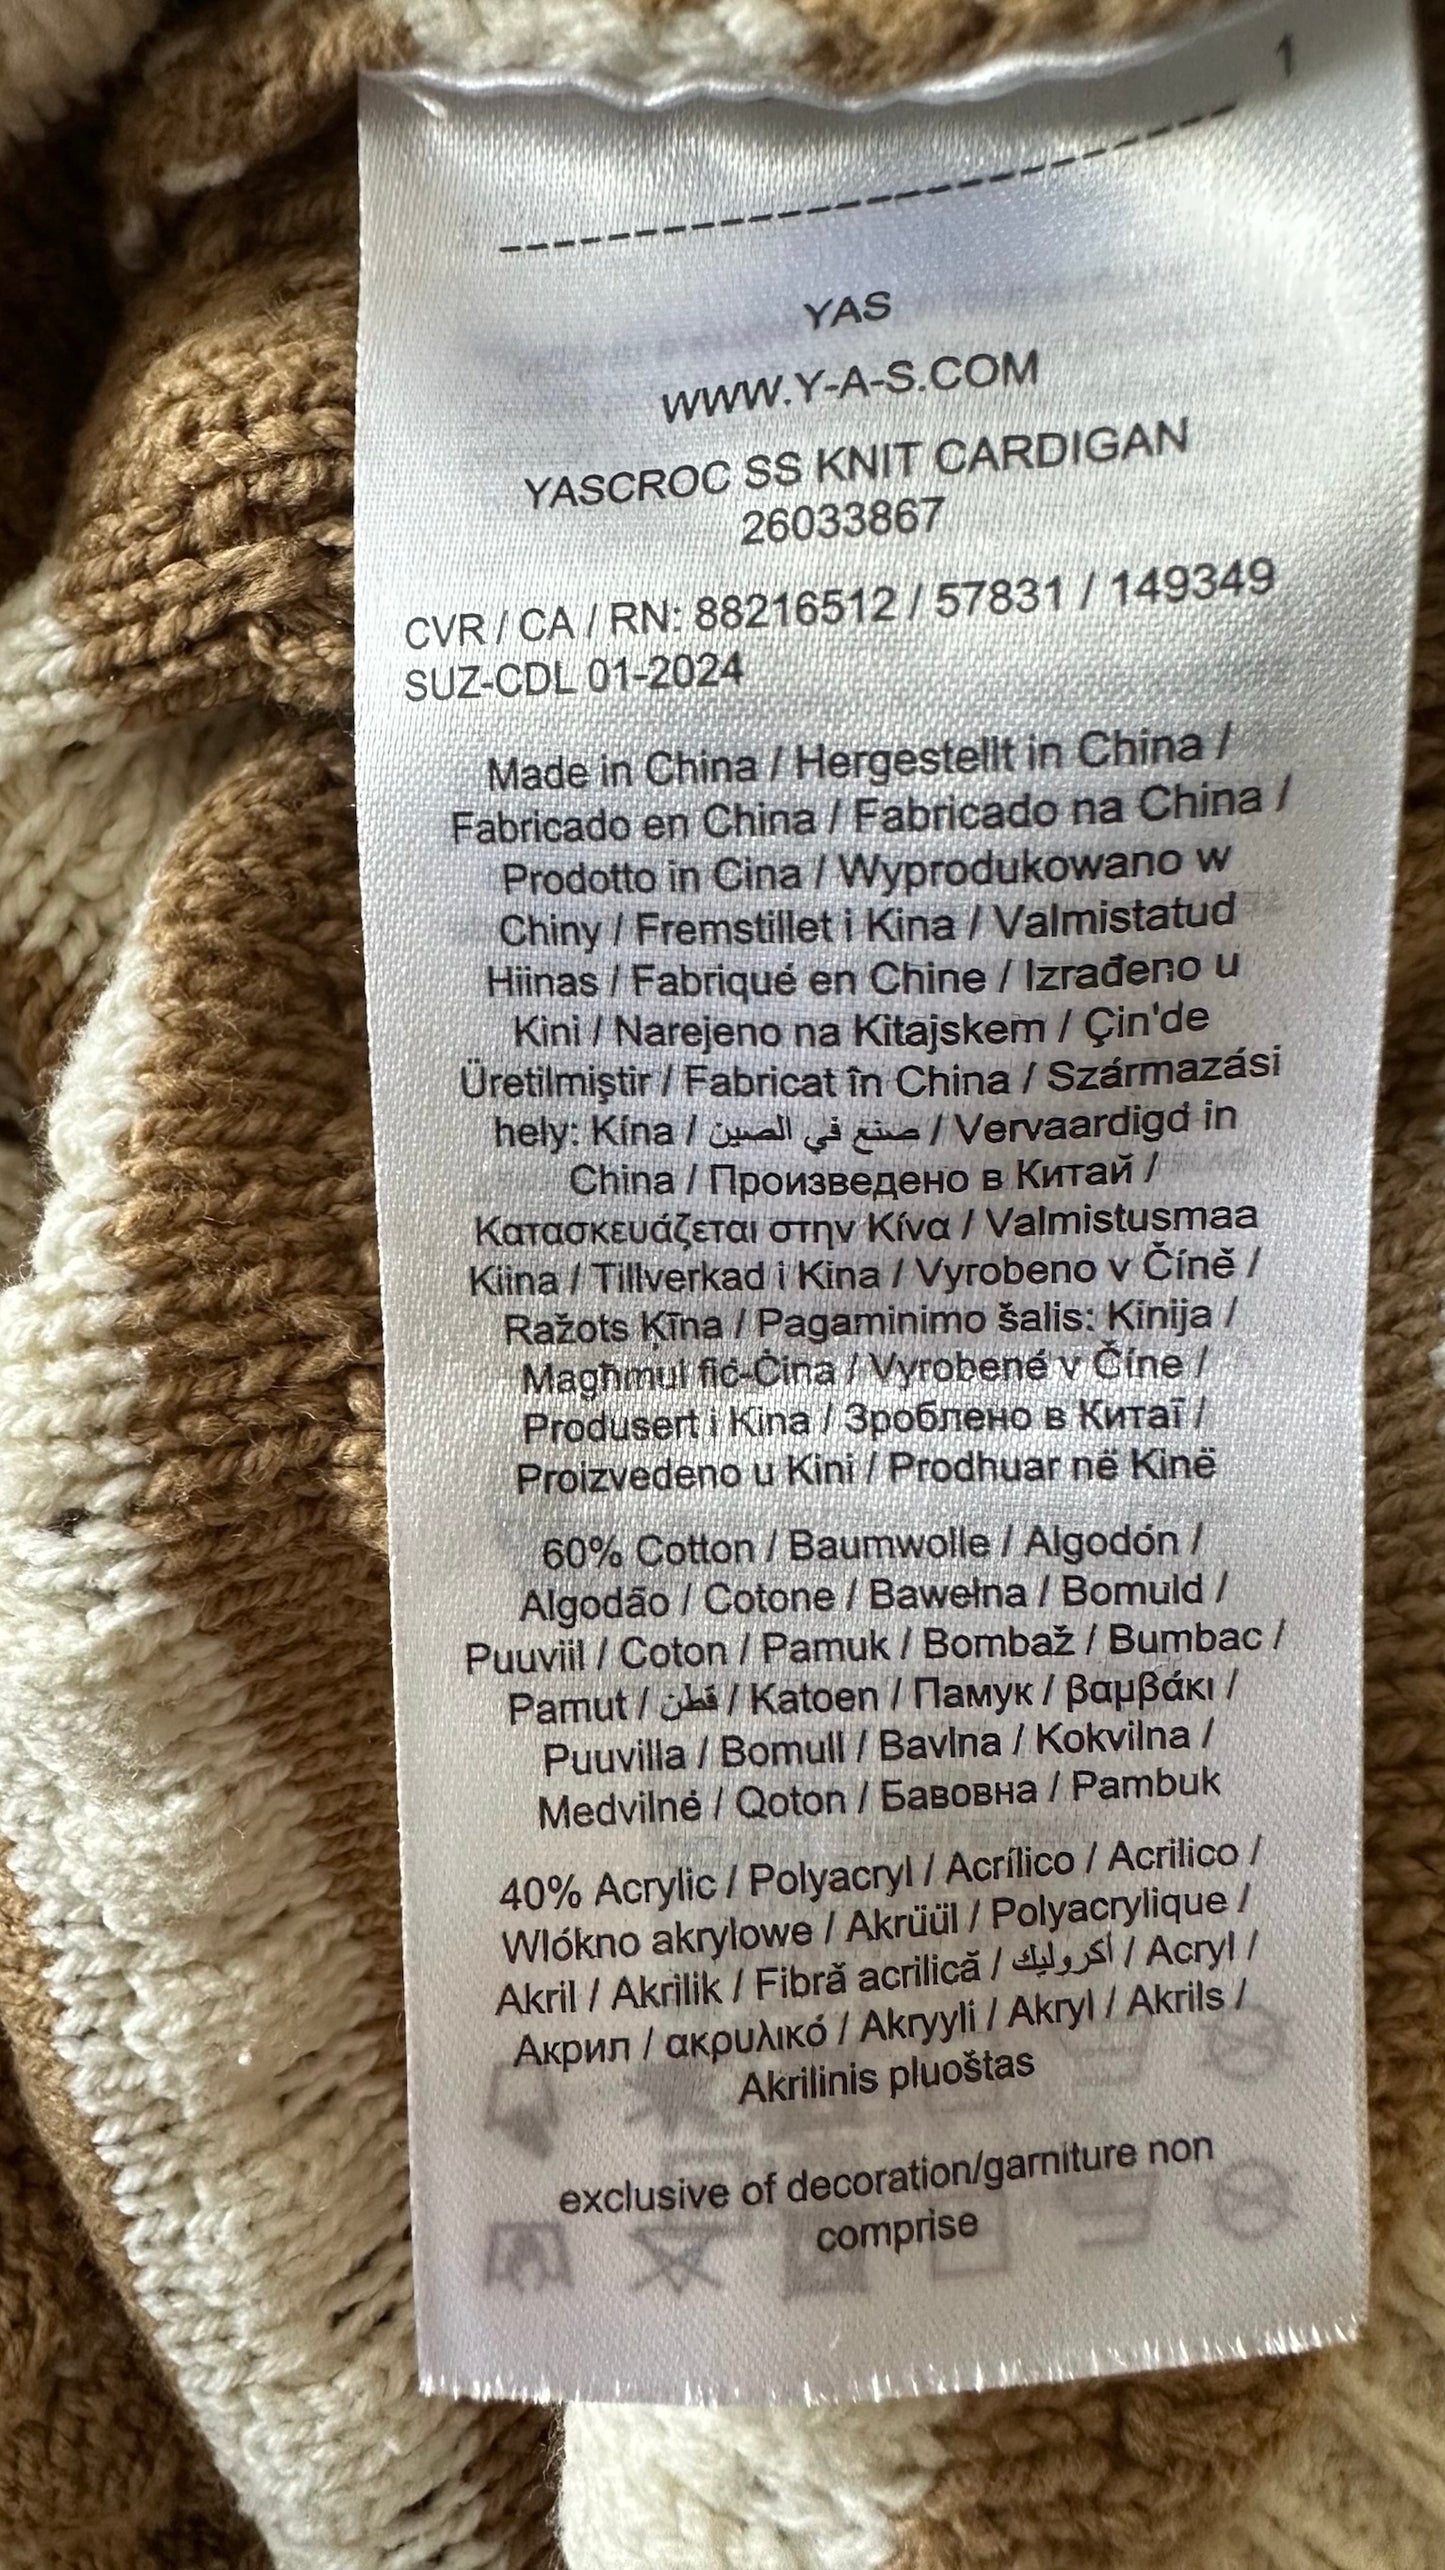 1
YAS
WWW.Y-A-S.COM
YASCROC SS KNIT CARDIGAN
26033867
CVR / CA / RN: 88216512 / 57831 / 149349
SUZ-CDL 01-2024
Made in China / Hergestellt in China /
Fabricado en China / Fabricado na China /
Prodotto in Cina / Wyprodukowano w
Chiny / Fremstillet i Kina / Valmistatud
Hiinas / Fabriqué en Chine / Izrađeno u
Kini / Narejeno na Kitajskem / Çin'de
Üretilmiştir / Fabricat în China / Származási
hely: Kína / صنع في الصين / Vervaardigd in
China / Произведено в Китай /
Κατασκευάζεται στην Κίνα / Valmistusmaa
Kiina / Tillverkad i Kina / Vyrobeno v Číně /
Ražots Ķīna / Pagaminimo šalis: Kinija /
Magħmul fiċ-Ċina / Vyrobené v Číne /
Produsert i Kina / Зроблено в Китаї /
Proizvedeno u Kini / Prodhuar në Kinë
60% Cotton / Baumwolle / Algodón /
Algodão / Cotone / Bawełna / Bomuld /
Puuviil / Coton / Pamuk / Bombaž / Bumbac /
Pamut / قطن / Katoen / Памук / βαμβάκι /
Puuvilla / Bomull / Bavlna / Kokvilna /
Medvilnė / Qoton / Бавовна / Pambuk
40% Acrylic / Polyacryl / Acrílico / Acrilico /
Wlókno akrylowe / Akrüül / Polyacrylique /
Akril / Akrilik / Fibră acrilică / أكروليك / Acryl /
Акрил / ακρυλικό / Akryyli / Akryl / Akrils /
Akrilinis pluoštas
exclusive of decoration/garniture non
comprise